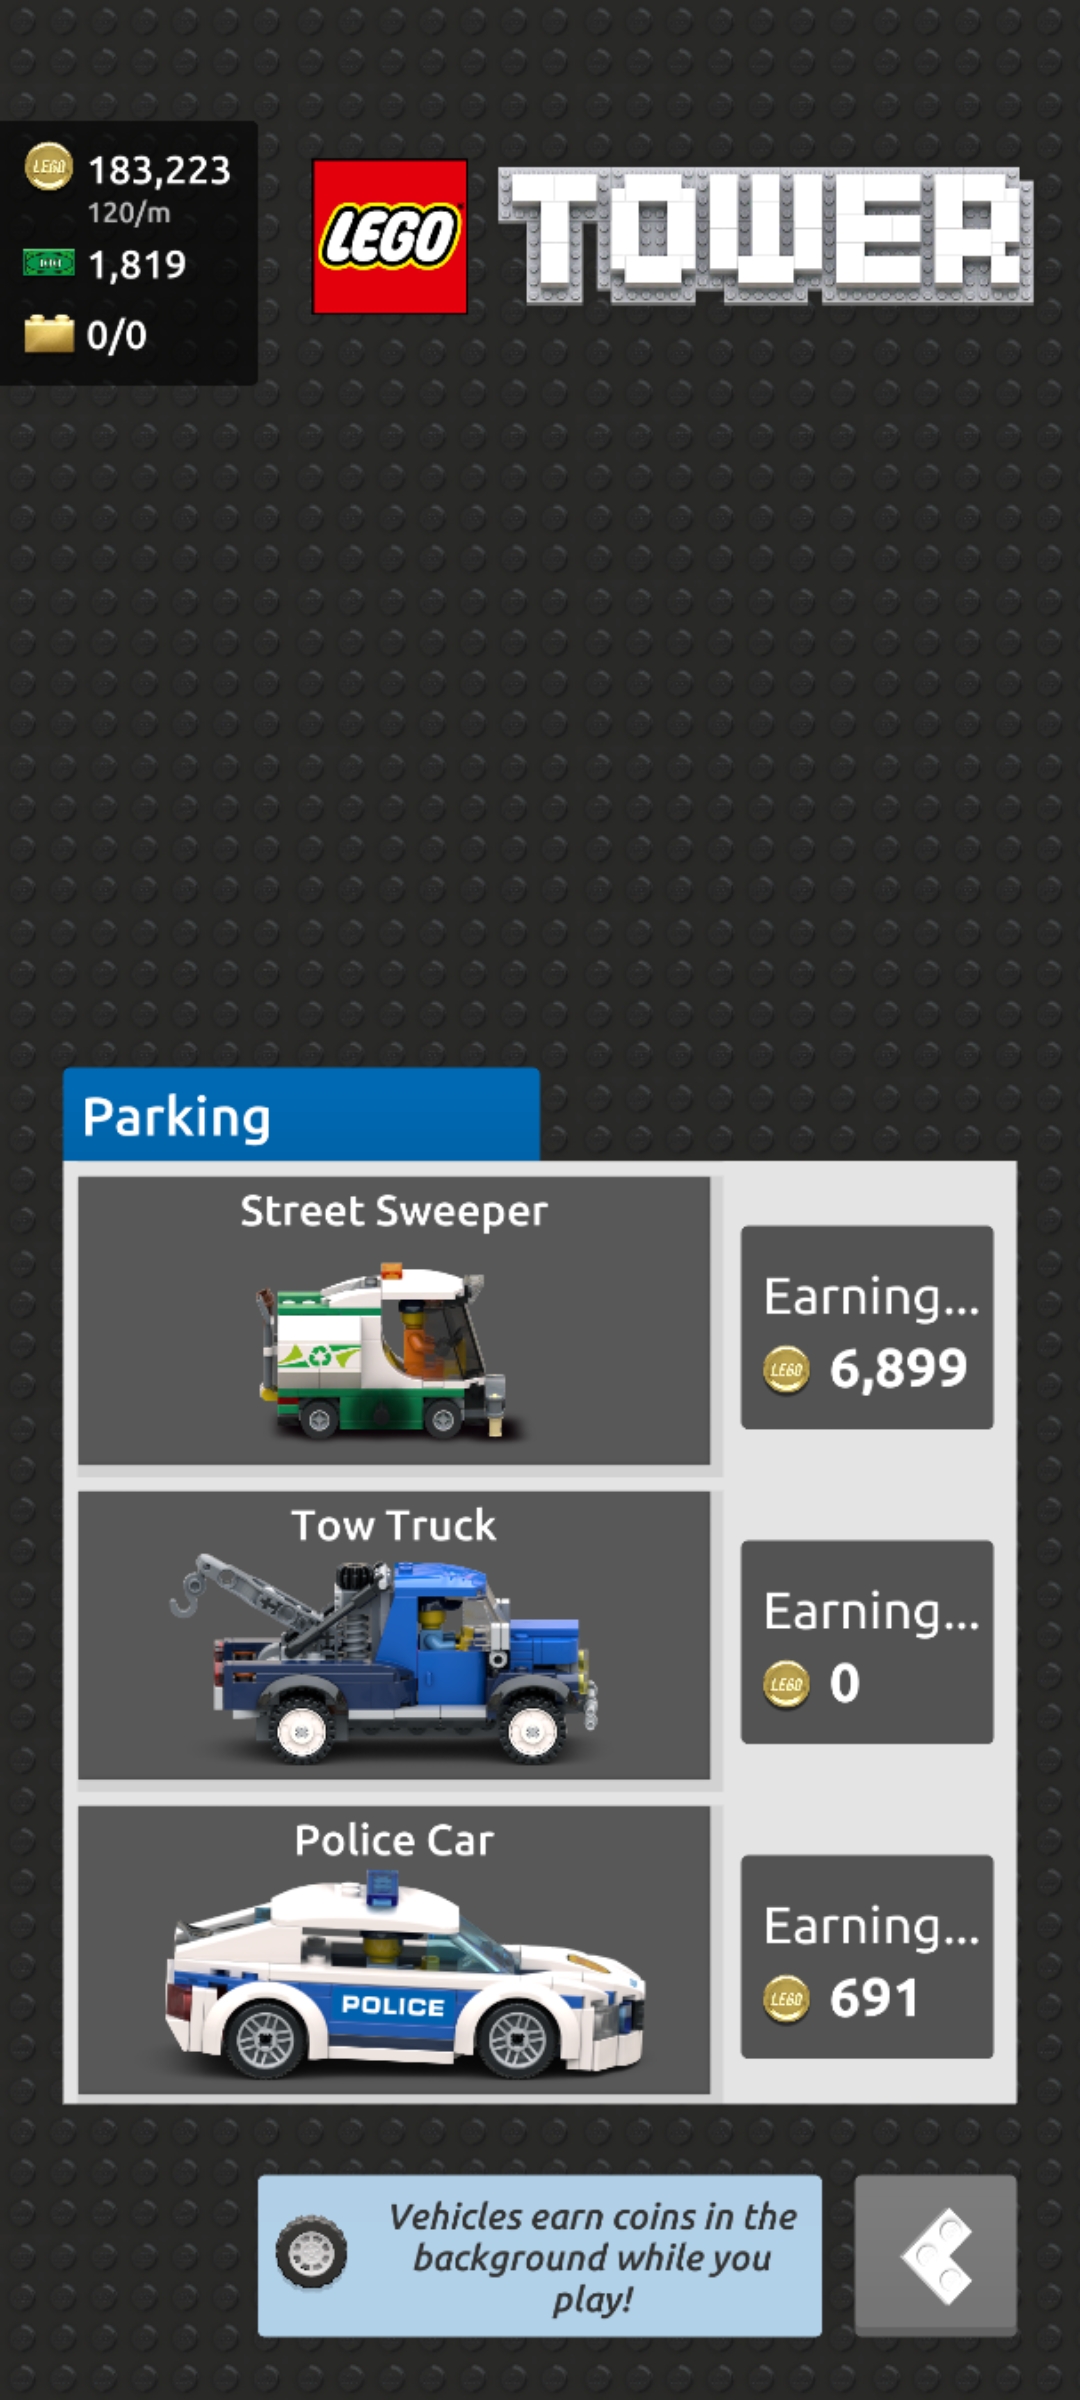 183,223
120/m
1,819
0/0
LEGO TOWER
Parking
Street Sweeper
Earning...
6,899
Tow Truck
Earning...
0
Police Car
POLICE
Earning...
691
Vehicles earn coins in the
background while you
play!